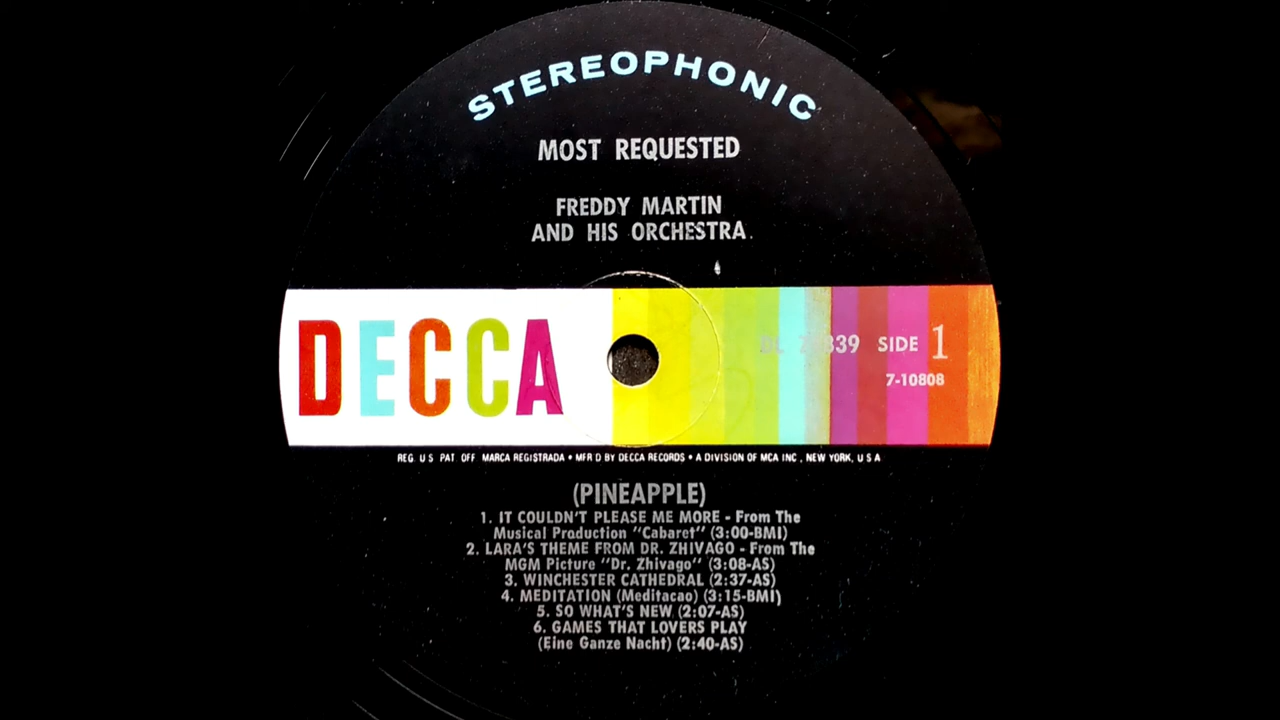 STEREOPHONIC
MOST REQUESTED
FREDDY MARTIN
AND HIS ORCHESTRA
DECCA
SIDE 1
7-10808
REG. U S PAT. OFF. MARCA REGISTRADA • MFR'D BY DECCA RECORDS • A DIVISION OF MCA INC., NEW YORK, U S A
(PINEAPPLE)
1. IT COULDN'T PLEASE ME MORE - From The
Musical Production "Cabaret" (3:00-BMI)
2. LARA'S THEME FROM DR. ZHIVAGO - From The
MGM Picture "Dr. Zhivago" (3:08-AS)
3. WINCHESTER CATHEDRAL (2:37-AS)
4. MEDITATION (Meditacao) (3:15-BMI)
5. SO WHAT'S NEW (2:07-AS)
6. GAMES THAT LOVERS PLAY
(Eine Ganze Nacht) (2:40-AS)